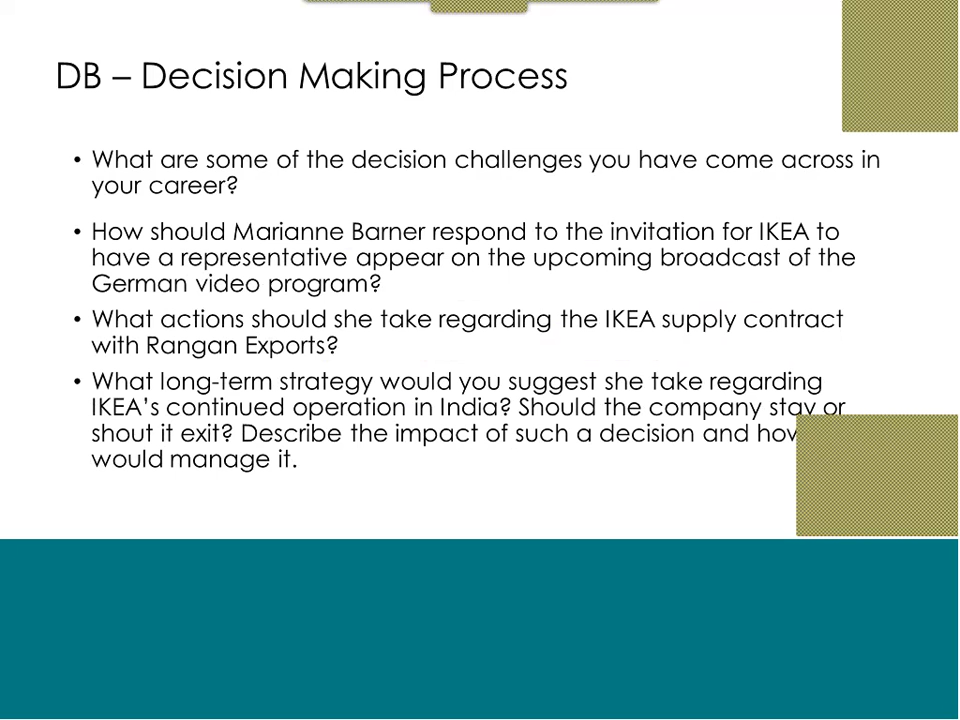 DB – Decision Making Process
• What are some of the decision challenges you have come across in
your career?
• How should Marianne Barner respond to the invitation for IKEA to
have a representative appear on the upcoming broadcast of the
German video program?
• What actions should she take regarding the IKEA supply contract
with Rangan Exports?
• What long-term strategy would you suggest she take regarding
IKEA’s continued operation in India? Should the company stay or
shout it exit? Describe the impact of such a decision and
would manage it.